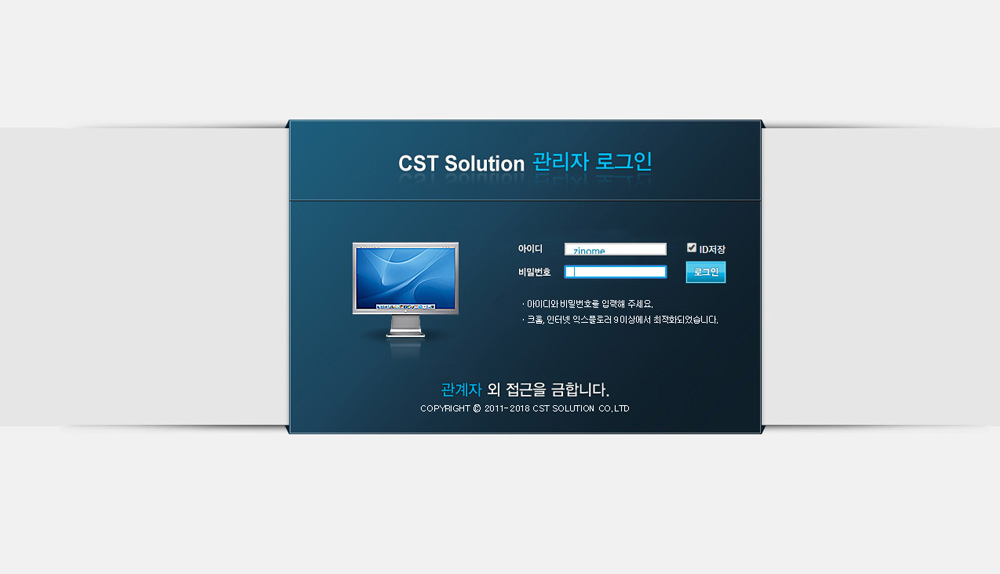 CST Solution 관리자 로그인
아이디 zinome ID저장
비밀번호 로그인
· 아이디와 비밀번호를 입력해 주세요.
· 크롬, 인터넷 익스플로러 9 이상에서 최적화되었습니다.
관계자 외 접근을 금합니다.
COPYRIGHT © 2011-2018 CST SOLUTION CO,LTD